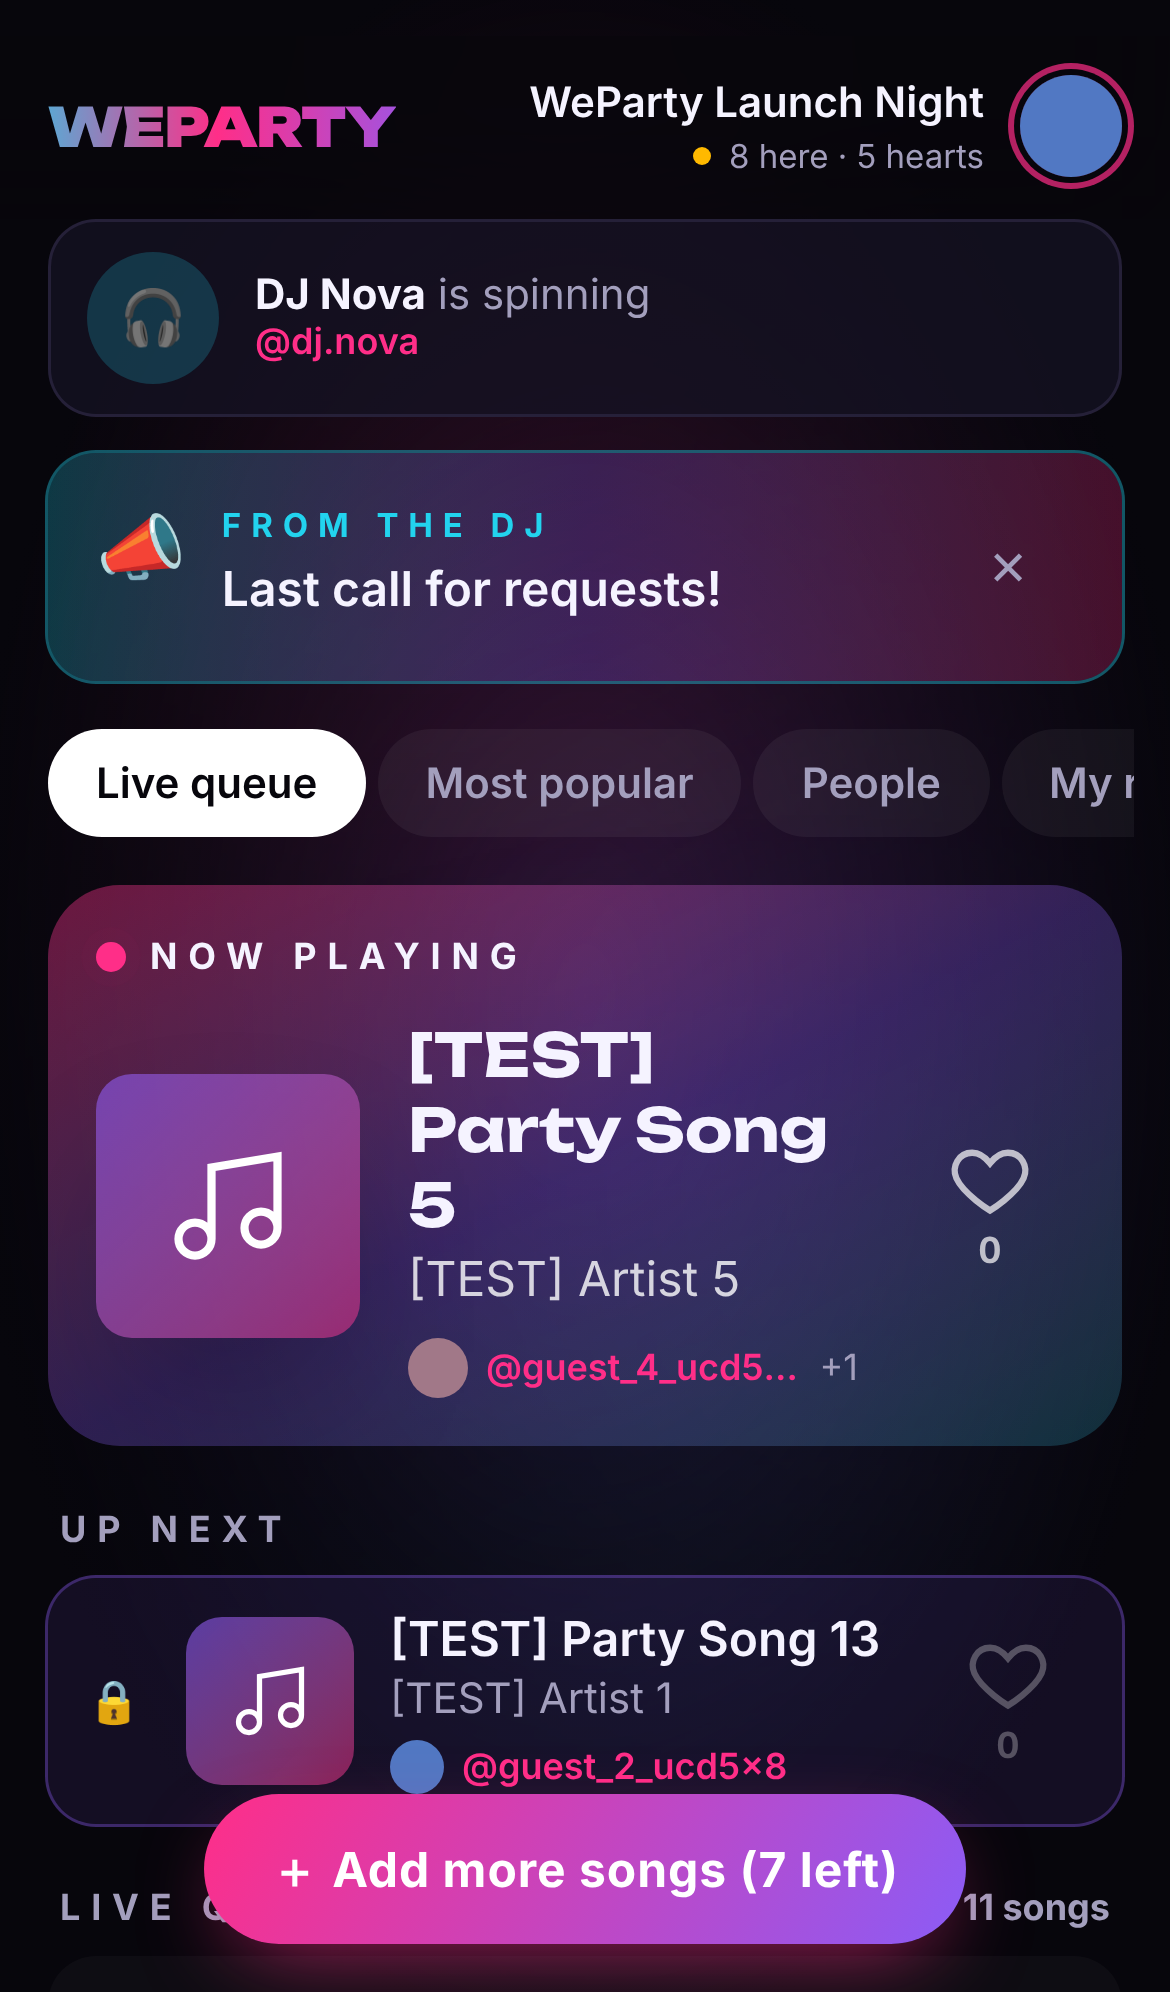 WEPARTY
WeParty Launch Night
8 here · 5 hearts
DJ Nova is spinning
@dj.nova
FROM THE DJ
Last call for requests!
×
Live queue
Most popular
People
My
NOW PLAYING
[TEST]
Party Song
5
[TEST] Artist 5
0
@guest_4_ucd5... +1
UP NEXT
[TEST] Party Song 13
[TEST] Artist 1
0
@guest_2_ucd5×8
+ Add more songs (7 left)
LIVE
11 songs